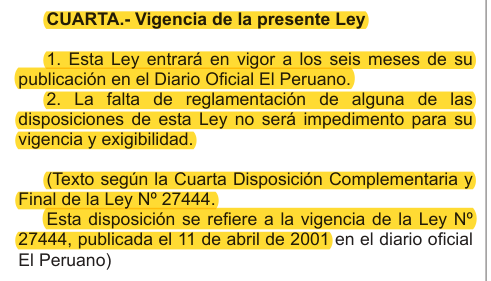 CUARTA.- Vigencia de la presente Ley
1. Esta Ley entrará en vigor a los seis meses de su
publicación en el Diario Oficial El Peruano.
2. La falta de reglamentación de alguna de las
disposiciones de esta Ley no será impedimento para su
vigencia y exigibilidad.
(Texto según la Cuarta Disposición Complementaria y
Final de la Ley Nº 27444.
Esta disposición se refiere a la vigencia de la Ley Nº
27444, publicada el 11 de abril de 2001 en el diario oficial
El Peruano)